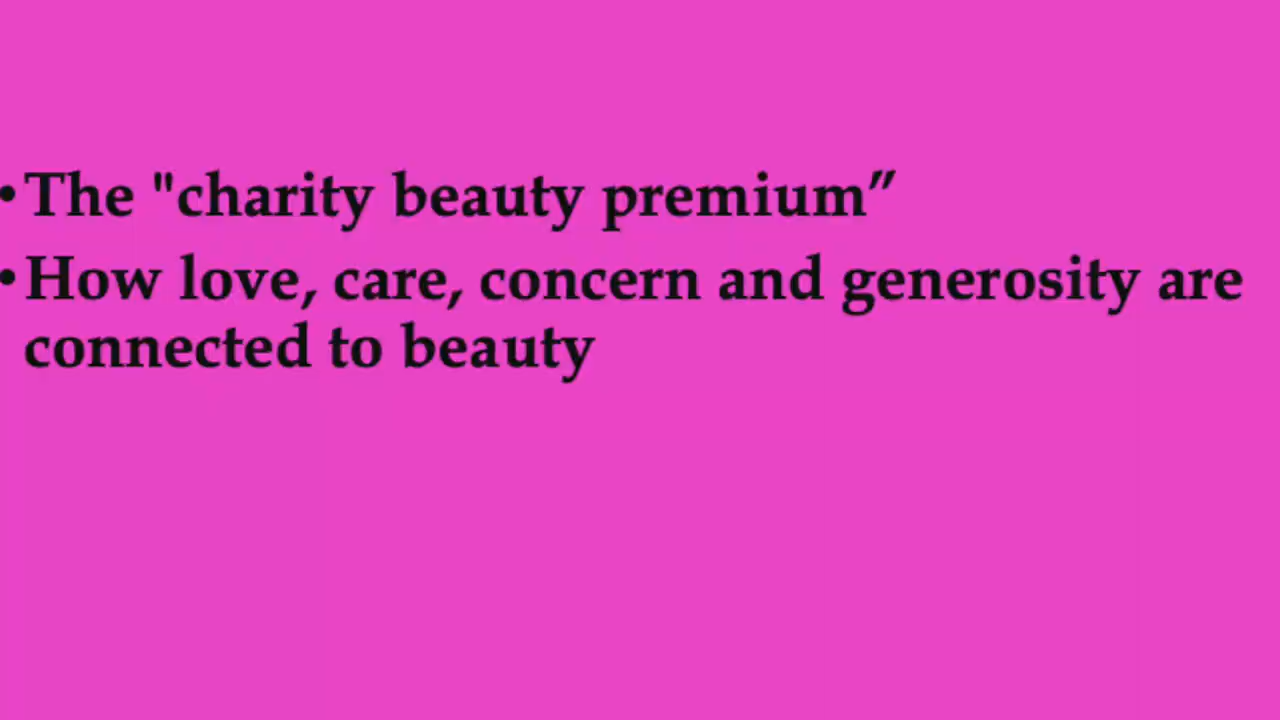 •The "charity beauty premium”
•How love, care, concern and generosity are
connected to beauty